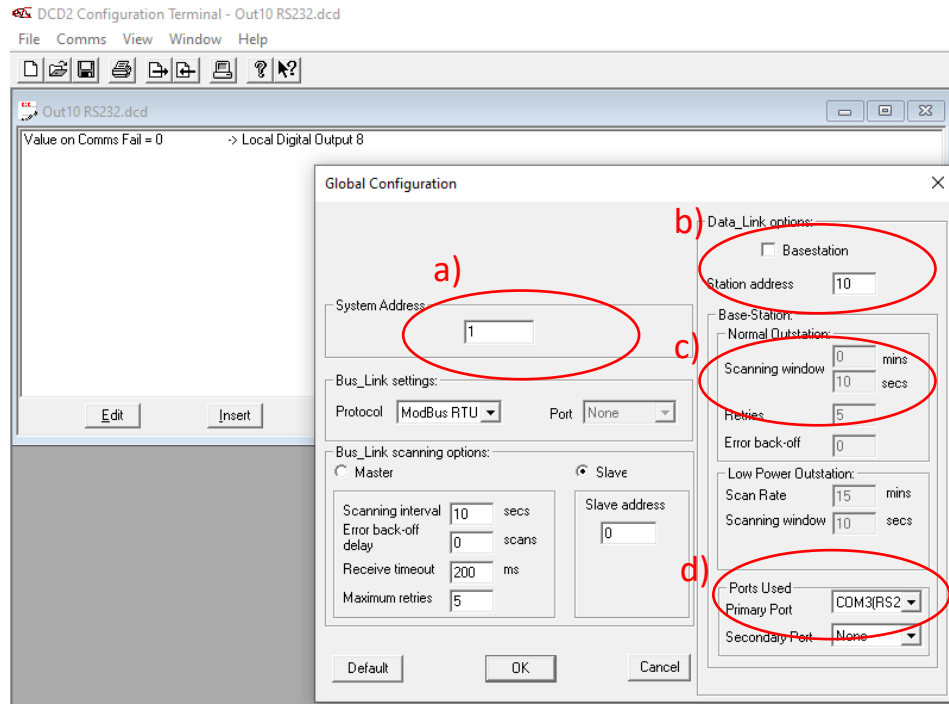 DCD2 Configuration Terminal - Out10 RS232.dcd
File Comms View Window Help
Out10 RS232.dcd
Value on Comms Fail = 0 -> Local Digital Output 8
Edit Insert
Global Configuration
a)
System Address
1
Bus_Link settings:
Protocol ModBus RTU Port None
Bus_Link scanning options:
Master Slave
Scanning interval 10 secs
Error back-off
delay 0 scans
Receive timeout 200 ms
Maximum retries 5
Slave address
0
Default OK Cancel
b)
Data_Link options:
Basestation
Station address 10
Base-Station:
Normal Outstation:
c)
Scanning window 0 mins
10 secs
Retries 5
Error back-off 0
Low Power Outstation:
Scan Rate 15 mins
Scanning window 10 secs
d)
Ports Used
Primary Port COM3(RS2
Secondary Port None